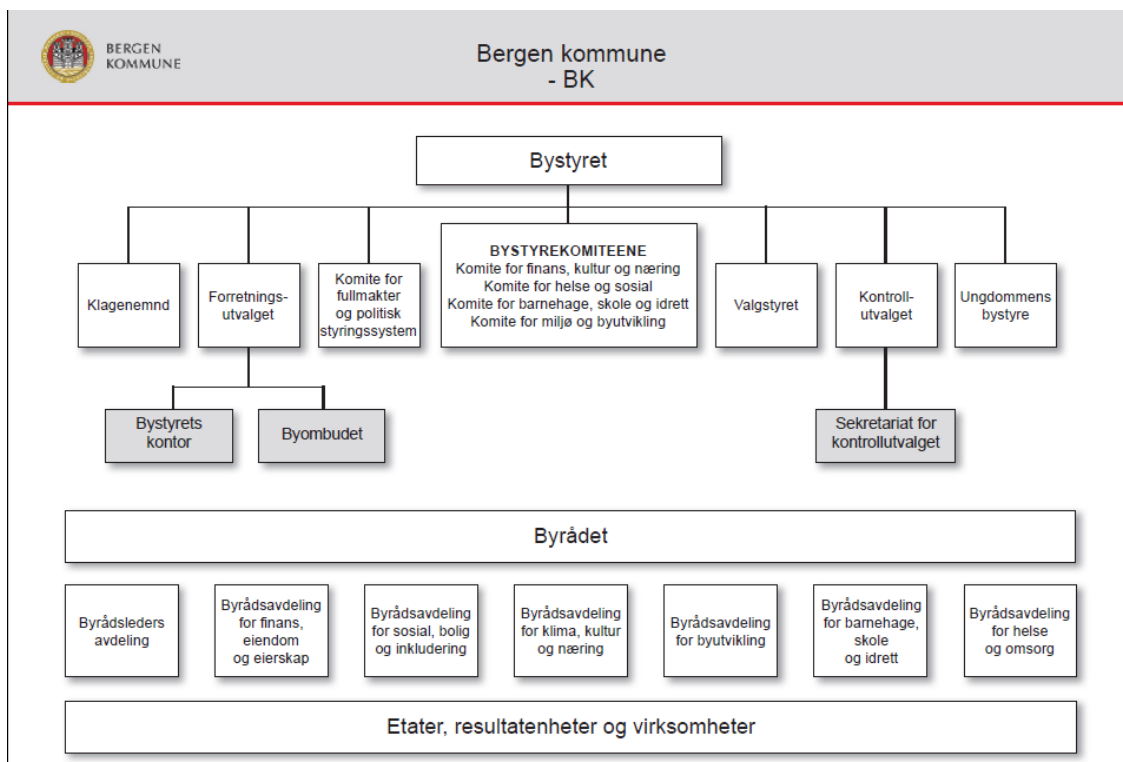 BERGEN
KOMMUNE
Bergen kommune
- BK
Bystyret
Klagenemnd
Forretnings-
utvalget
Komite for
fullmakter
og politisk
styringssystem
BYSTYREKOMITEENE
Komite for finans, kultur og næring
Komite for helse og sosial
Komite for barnehage, skole og idrett
Komite for miljø og byutvikling
Valgstyret
Kontroll-
utvalget
Ungdommens
bystyre
Bystyrets
kontor
Byombudet
Sekretariat for
kontrollutvalget
Byrådet
Byrådsleders
avdeling
Byrådsavdeling
for finans,
eiendom
og eierskap
Byrådsavdeling
for sosial, bolig
og inkludering
Byrådsavdeling
for klima, kultur
og næring
Byrådsavdeling
for byutvikling
Byrådsavdeling
for barnehage,
skole
og idrett
Byrådsavdeling
for helse
og omsorg
Etater, resultatenheter og virksomheter